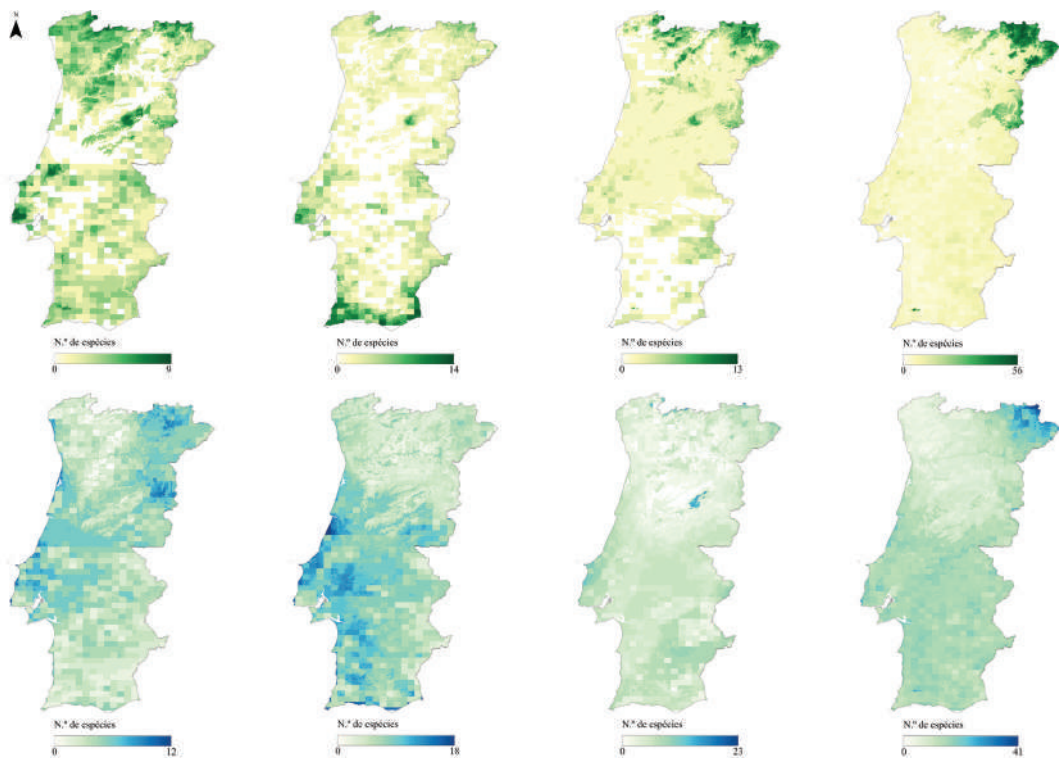 N
N.º de espécies
0 9
N.º de espécies
0 14
N.º de espécies
0 13
N.º de espécies
0 56
N.º de espécies
0 12
N.º de espécies
0 18
N.º de espécies
0 23
N.º de espécies
0 41